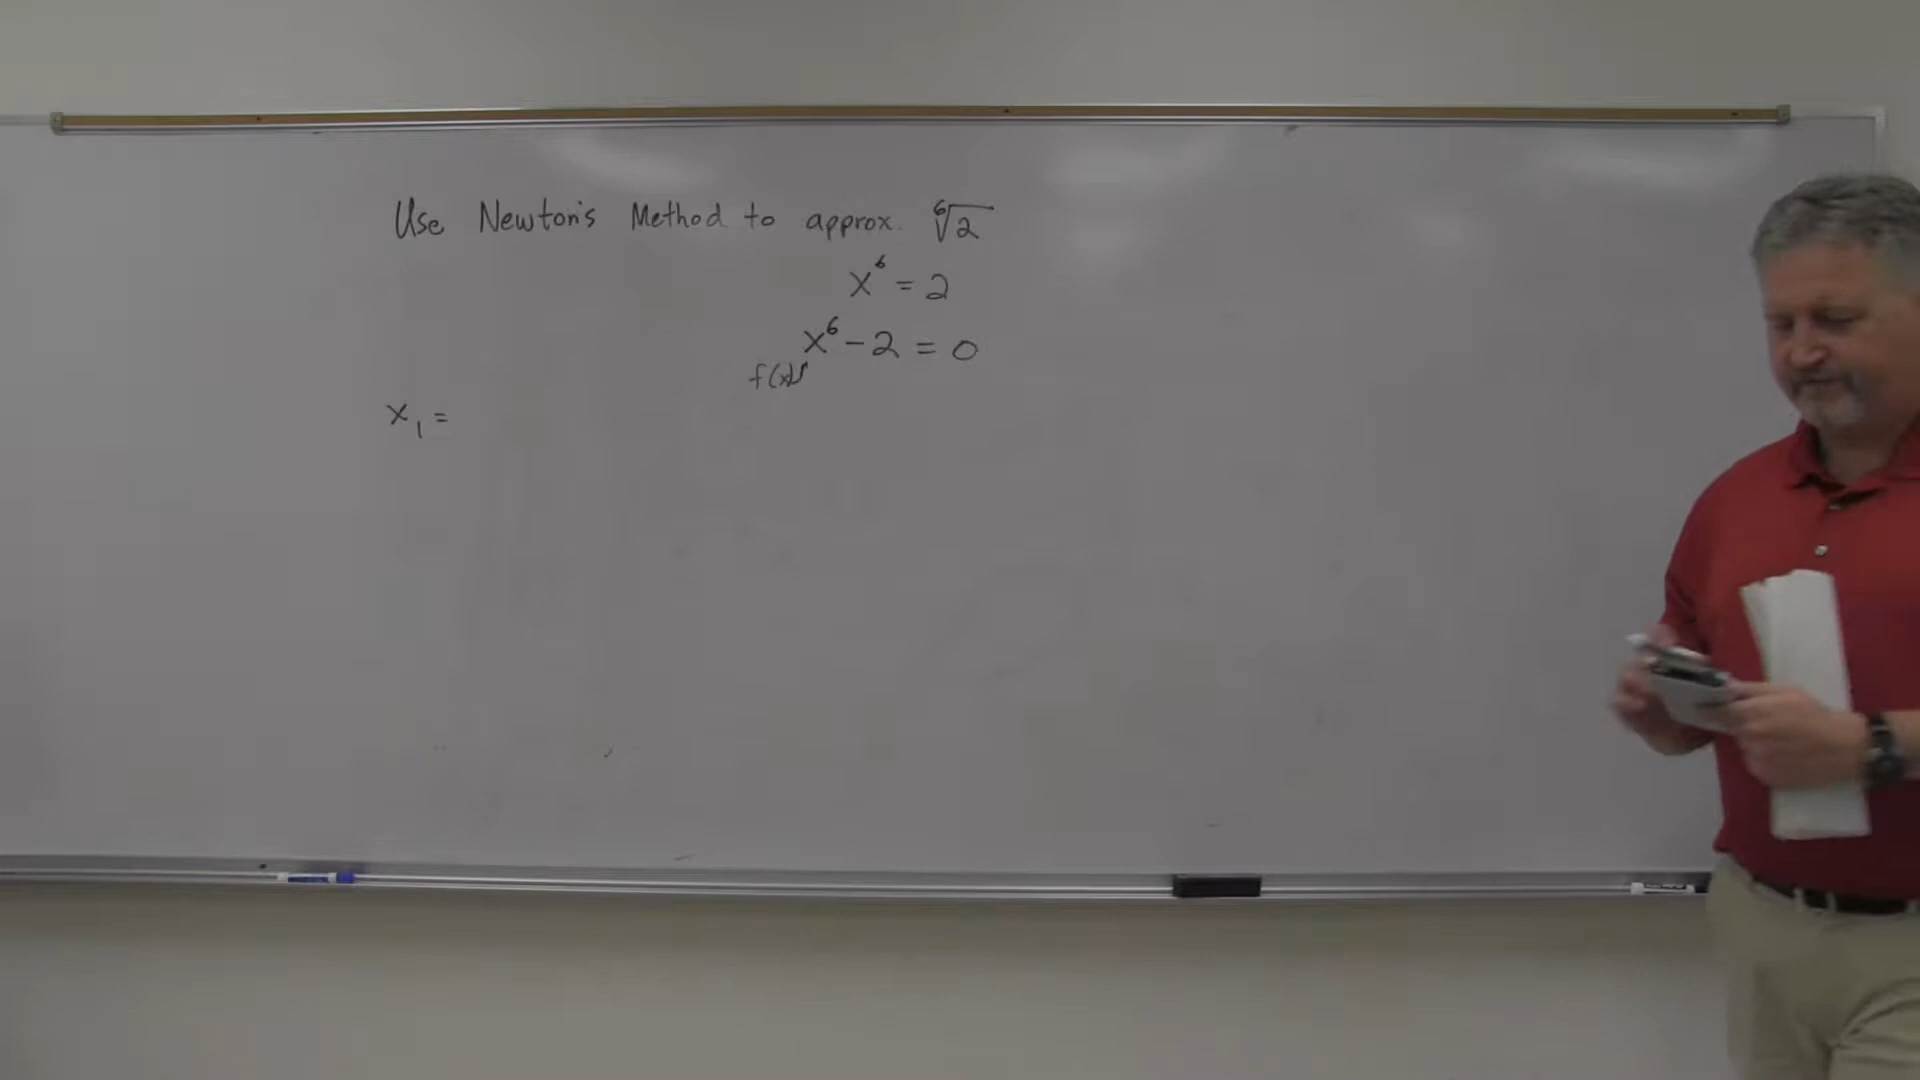 Use Newton's Method to approx. ⁶√2
x⁶ = 2
x⁶ - 2 = 0
f(x)
x₁ =